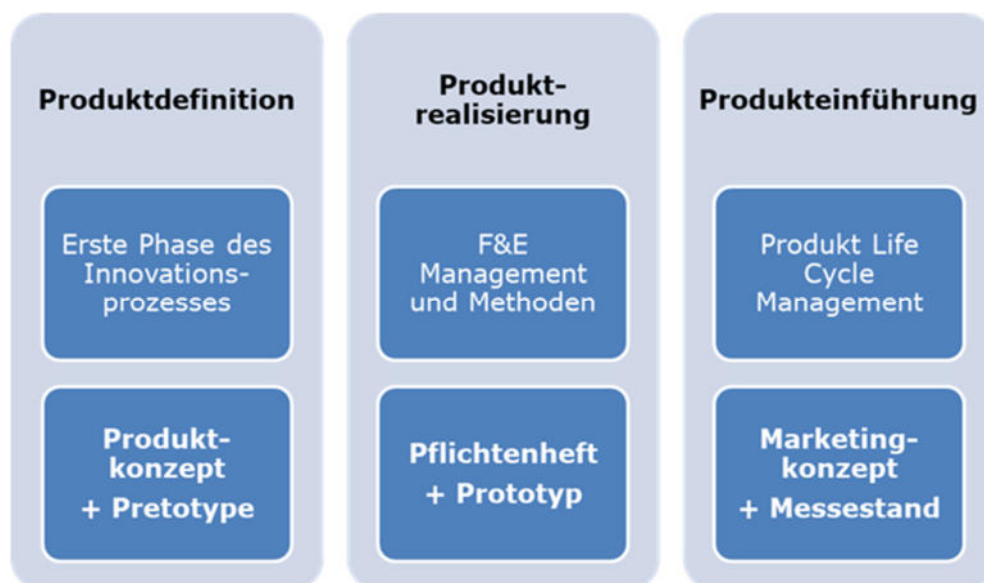 Produktdefinition
Erste Phase des
Innovations-
prozesses
Produkt-
konzept
+ Pretotype
Produkt-
realisierung
F&E
Management
und Methoden
Pflichtenheft
+ Prototyp
Produkteinführung
Produkt Life
Cycle
Management
Marketing-
konzept
+ Messestand